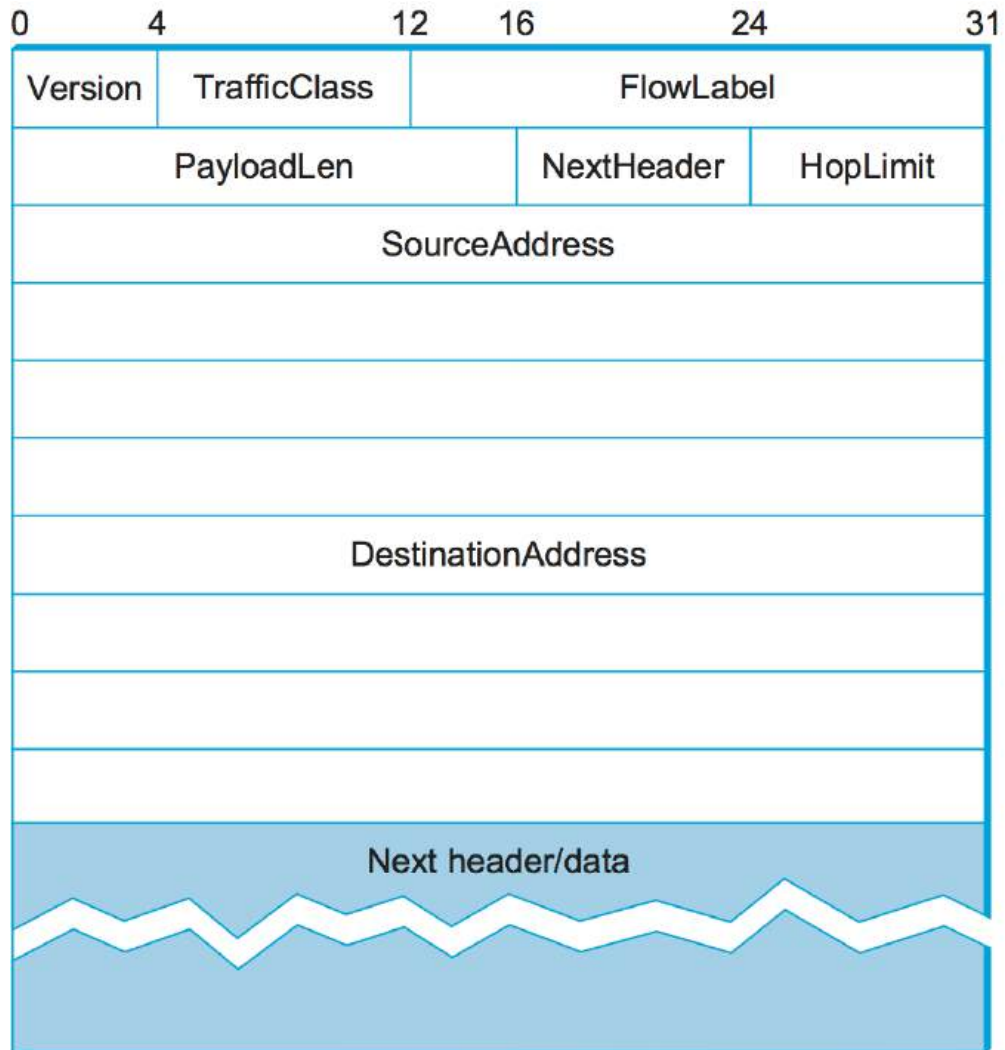 0 4 12 16 24 31
Version TrafficClass FlowLabel
PayloadLen NextHeader HopLimit
SourceAddress
DestinationAddress
Next header/data